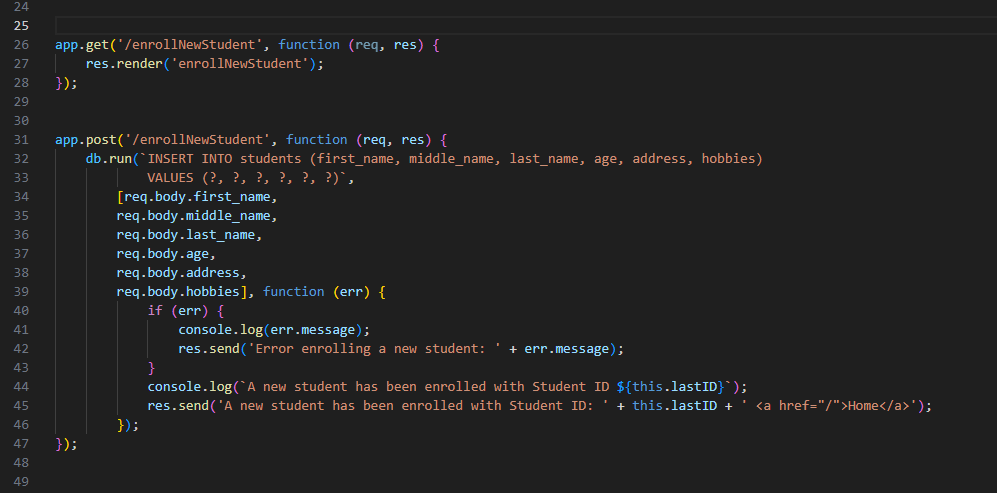 24
25
26 app.get('/enrollNewStudent', function (req, res) {
27     res.render('enrollNewStudent');
28 });
29
30
31 app.post('/enrollNewStudent', function (req, res) {
32     db.run(`INSERT INTO students (first_name, middle_name, last_name, age, address, hobbies)
33             VALUES (?, ?, ?, ?, ?, ?)`,
34         [req.body.first_name,
35         req.body.middle_name,
36         req.body.last_name,
37         req.body.age,
38         req.body.address,
39         req.body.hobbies], function (err) {
40             if (err) {
41                 console.log(err.message);
42                 res.send('Error enrolling a new student: ' + err.message);
43             }
44             console.log(`A new student has been enrolled with Student ID ${this.lastID}`);
45             res.send('A new student has been enrolled with Student ID: ' + this.lastID + ' <a href="/">Home</a>');
46         });
47 });
48
49